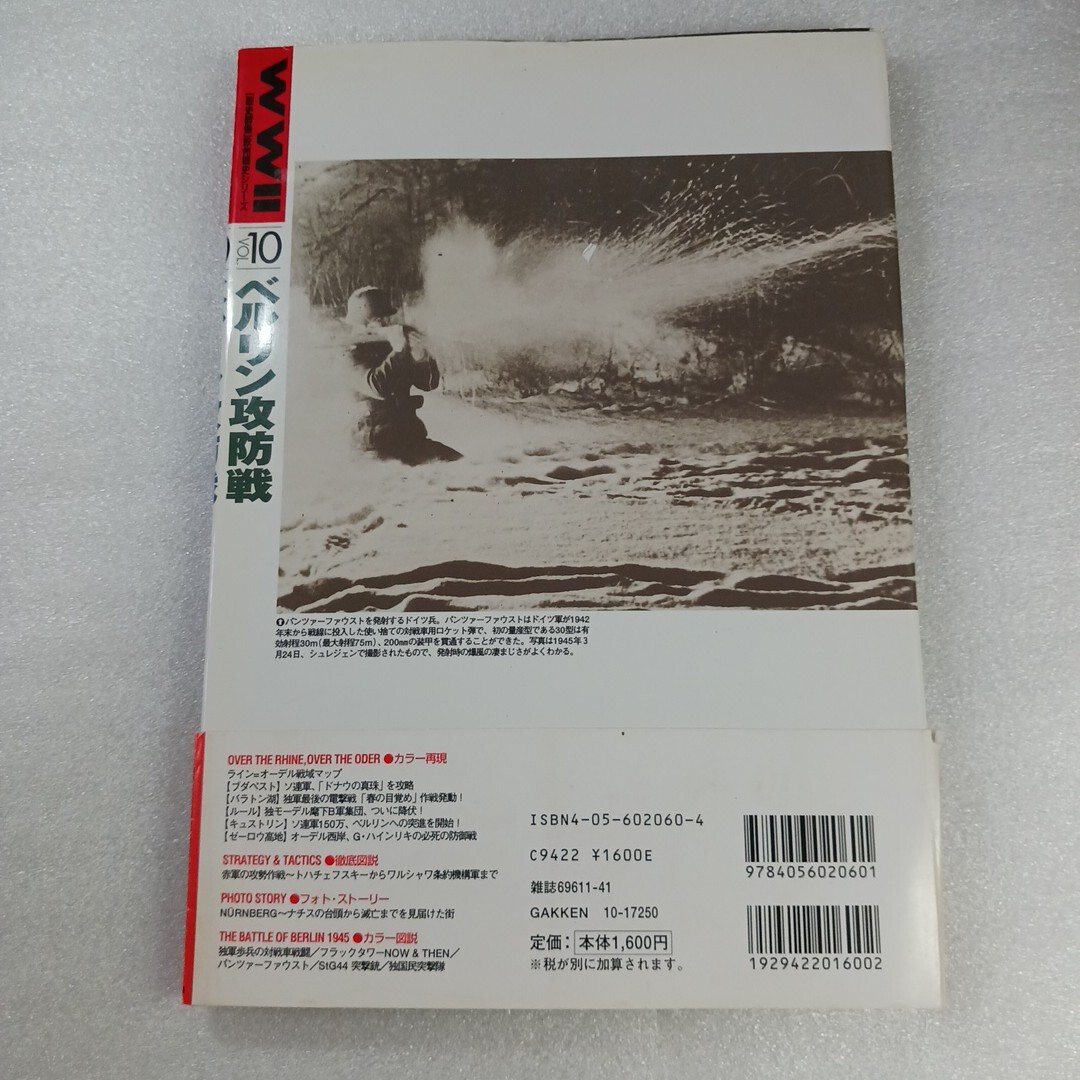 WWII
VOL.10
ベルリン攻防戦
パンツァーファウストを発射するドイツ兵。パンツァーファウストはドイツ軍が1942
年末から戦線に投入した使い捨ての対戦車用ロケット弾で、初の量産型である30型は有
効射程30m(最大射程75m)、200mmの装甲を貫通することができた。写真は1945年3
月24日、シュレジェンで撮影されたもので、発射時の爆風の凄まじさがよくわかる。
OVER THE RHINE,OVER THE ODER ●カラー再現
ライン=オーデル戦域マップ
【ブダペスト】ソ連軍、「ドナウの真珠」を攻略
【バラトン湖】独軍最後の電撃戦「春の目覚め」作戦発動!
【ルール】独モーデル麾下B軍集団、ついに降伏!
【キュストリン】ソ連軍150万、ベルリンへの突進を開始!
【ゼーロウ高地】オーデル西岸、G・ハインリキの必死の防御戦
STRATEGY & TACTICS ●徹底図説
赤軍の攻勢作戦〜トハチェフスキーからワルシャワ条約機構軍まで
PHOTO STORY ●フォト・ストーリー
NÜRNBERG〜ナチスの台頭から滅亡までを見届けた街
THE BATTLE OF BERLIN 1945 ●カラー図説
独軍歩兵の対戦車戦闘/フラックタワーNOW & THEN/
パンツァーファウスト/StG44 突撃銃/独国民突撃隊
ISBN4-05-602060-4
C9422 ¥1600E
雑誌69611-41
GAKKEN 10-17250
定価:本体1,600円
※税が別に加算されます。
9784056020601
1929422016002